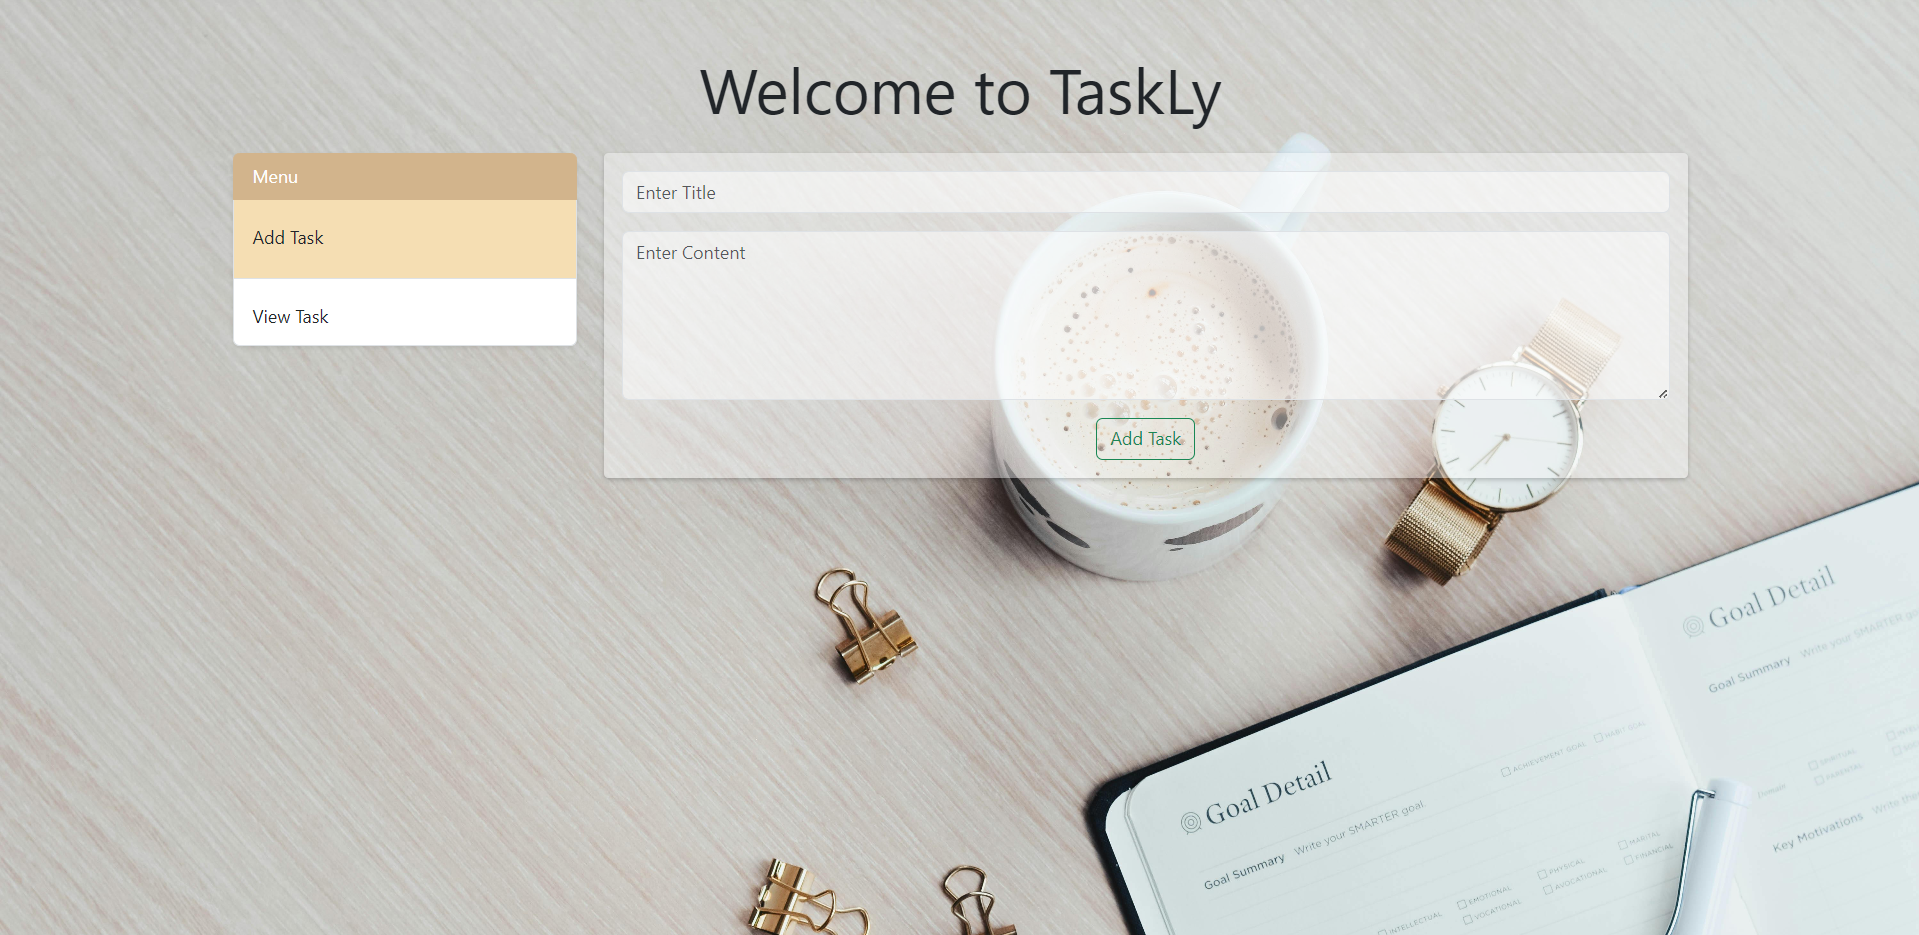 Welcome to TaskLy
Menu
Add Task
View Task
Enter Title
Enter Content
Add Task
Goal Detail
Goal Summary Write your SMARTER
ACHIEVEMENT GOAL HABIT GOAL
Goal Detail
Goal Summary Write your SMARTER goal.
SPIRITUAL
PARENTAL
Domain
Key Motivations Write
MARITAL
FINANCIAL
PHYSICAL
AVOCATIONAL
EMOTIONAL
VOCATIONAL
INTELLECTUAL